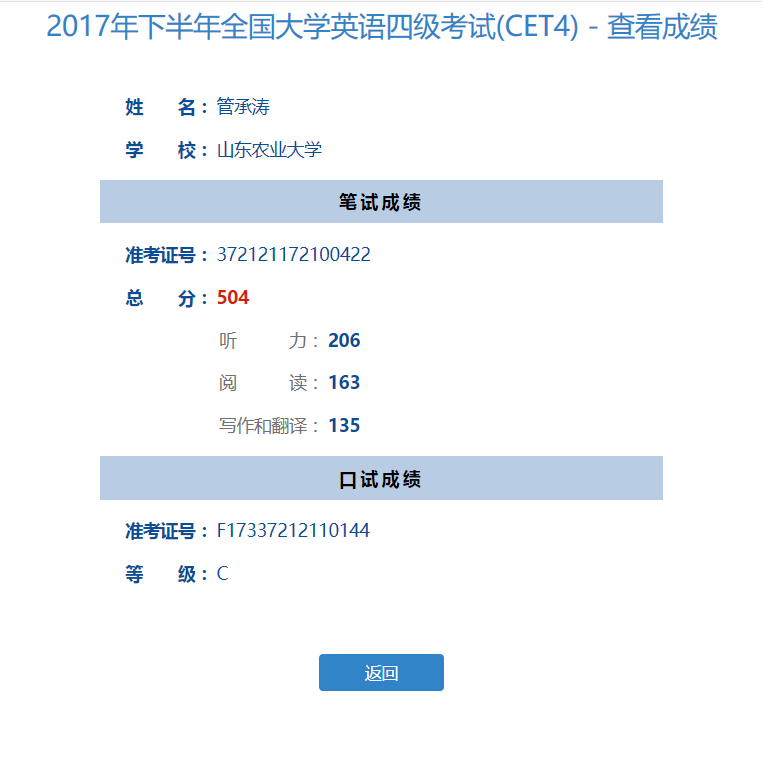 2017年下半年全国大学英语四级考试(CET4) - 查看成绩
姓 名：管承涛
学 校：山东农业大学
笔试成绩
准考证号：372121172100422
总 分：504
听 力：206
阅 读：163
写作和翻译：135
口试成绩
准考证号：F17337212110144
等 级：C
返回